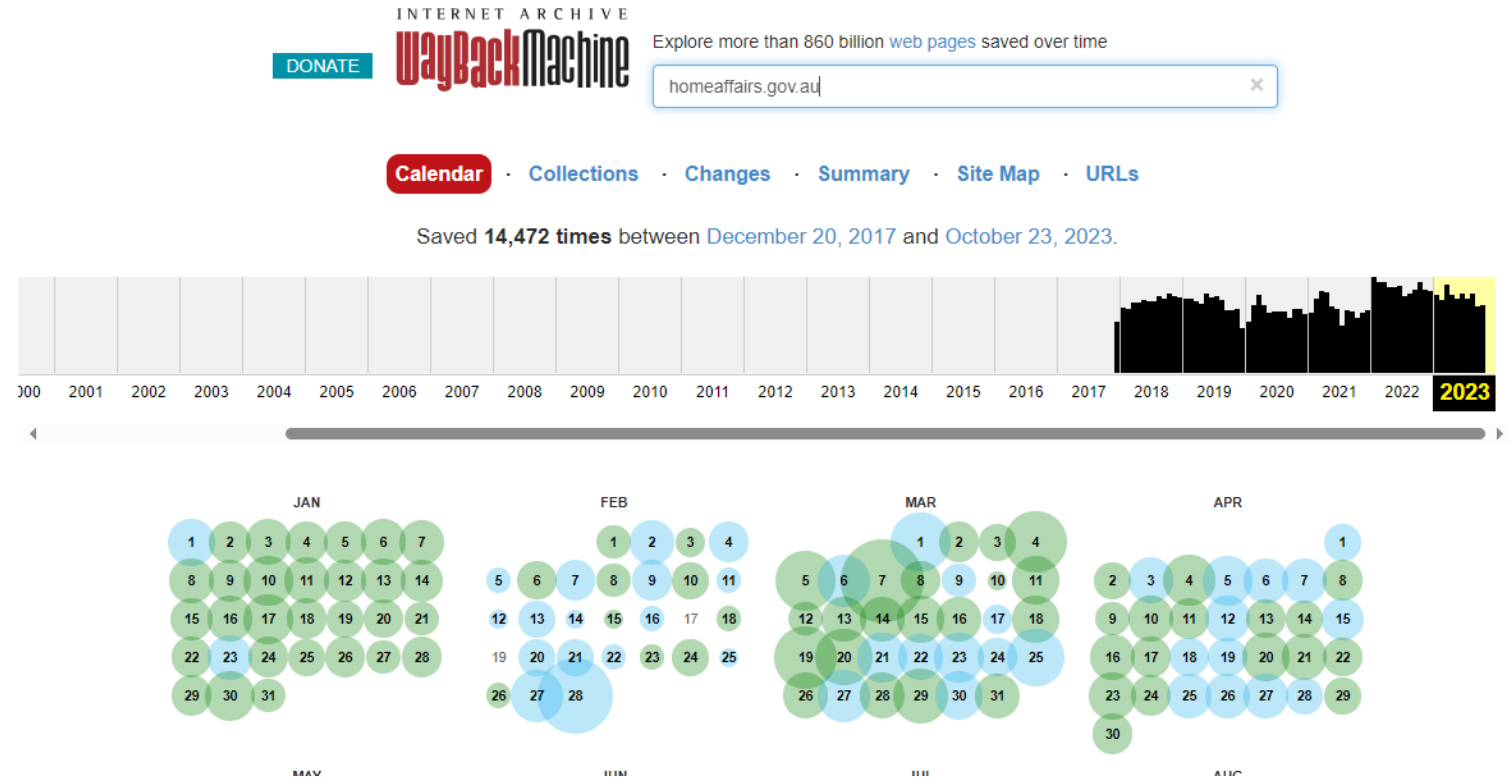 INTERNET ARCHIVE
WayBackMachine
DONATE
Explore more than 860 billion web pages saved over time
homeaffairs.gov.au
×
Calendar · Collections · Changes · Summary · Site Map · URLs
Saved 14,472 times between December 20, 2017 and October 23, 2023.
2001 2002 2003 2004 2005 2006 2007 2008 2009 2010 2011 2012 2013 2014 2015 2016 2017 2018 2019 2020 2021 2022 2023
JAN FEB MAR APR
1 2 3 4 5 6 7 1 2 3 4 1 2 3 4 1
8 9 10 11 12 13 14 5 6 7 8 9 10 11 5 6 7 8 9 10 11 2 3 4 5 6 7 8
15 16 17 18 19 20 21 12 13 14 15 16 17 18 12 13 14 15 16 17 18 9 10 11 12 13 14 15
22 23 24 25 26 27 28 19 20 21 22 23 24 25 19 20 21 22 23 24 25 16 17 18 19 20 21 22
29 30 31 26 27 28 26 27 28 29 30 31 23 24 25 26 27 28 29
30
MAY JUN JUL AUG